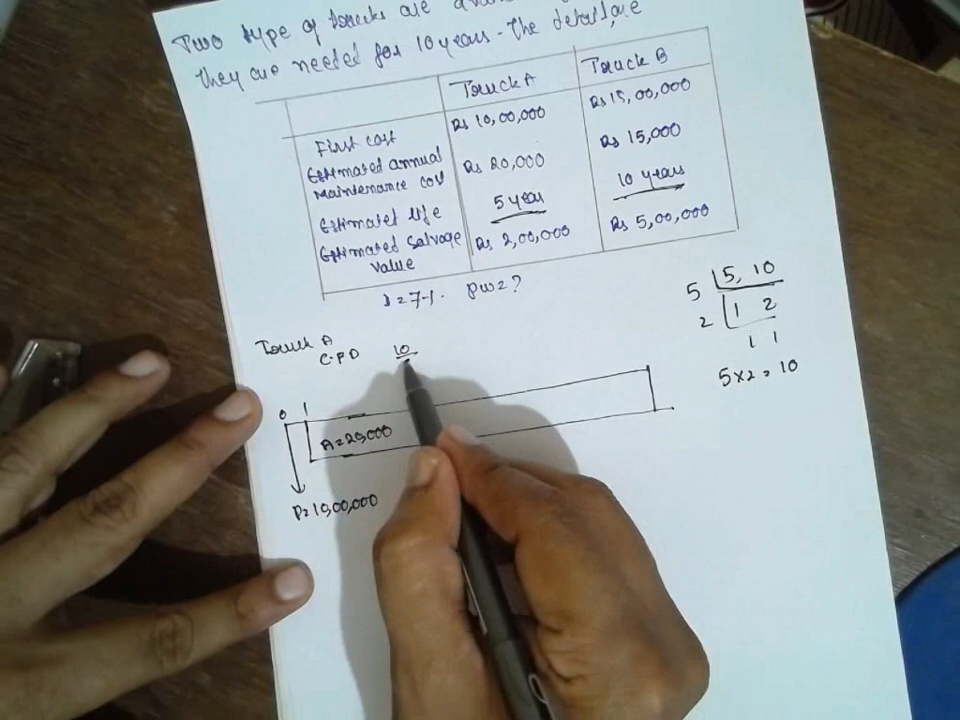 Two type of trucks are
They are needed for 10 years. The details are
Truck A Truck B
First cost Rs 10,00,000 Rs 15,00,000
Estimated annual Maintenance cost Rs 20,000 Rs 15,000
Estimated life 5 year 10 years
Estimated Salvage value Rs 2,00,000 Rs 5,00,000
i=7%. PW=?
5 5, 10
2 1 2
1 1
5x2=10
Truck A
C.F.D 10
0 1
A=20,000
P=10,00,000